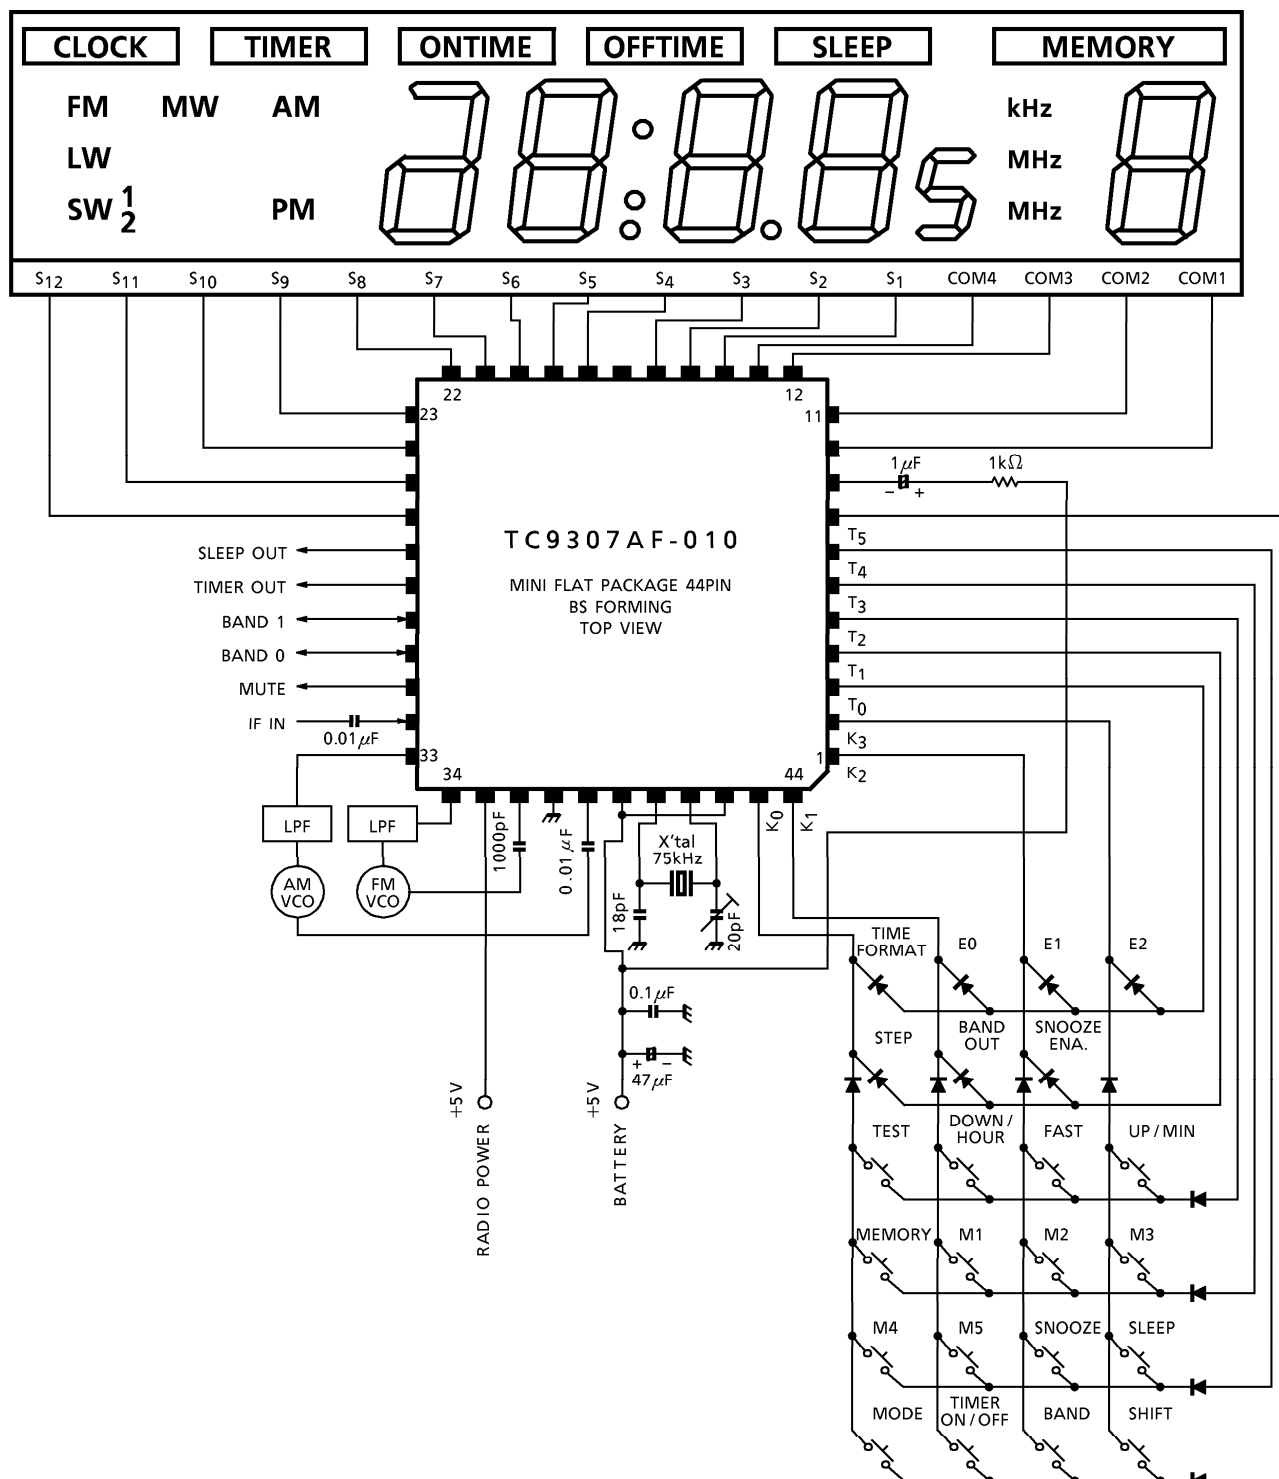 CLOCK TIMER ONTIME OFFTIME SLEEP MEMORY
FM MW AM kHz
LW MHz
SW 1 2 PM MHz
S12 S11 S10 S9 S8 S7 S6 S5 S4 S3 S2 S1 COM4 COM3 COM2 COM1
22 12
23 11
1μF 1kΩ
− +
TC9307AF-010
MINI FLAT PACKAGE 44PIN
BS FORMING
TOP VIEW
SLEEP OUT
TIMER OUT
BAND 1
BAND 0
MUTE
IF IN
0.01μF
T5
T4
T3
T2
T1
T0
K3
K2
33 1
34 44
K0 K1
LPF LPF
AM VCO
FM VCO
1000pF
0.01μF
X'tal
75kHz
18pF
20pF
0.1μF
+ −
47μF
+5V
RADIO POWER
+5V
BATTERY
TIME FORMAT E0 E1 E2
STEP BAND OUT SNOOZE ENA.
TEST DOWN/HOUR FAST UP/MIN
MEMORY M1 M2 M3
M4 M5 SNOOZE SLEEP
MODE TIMER ON/OFF BAND SHIFT